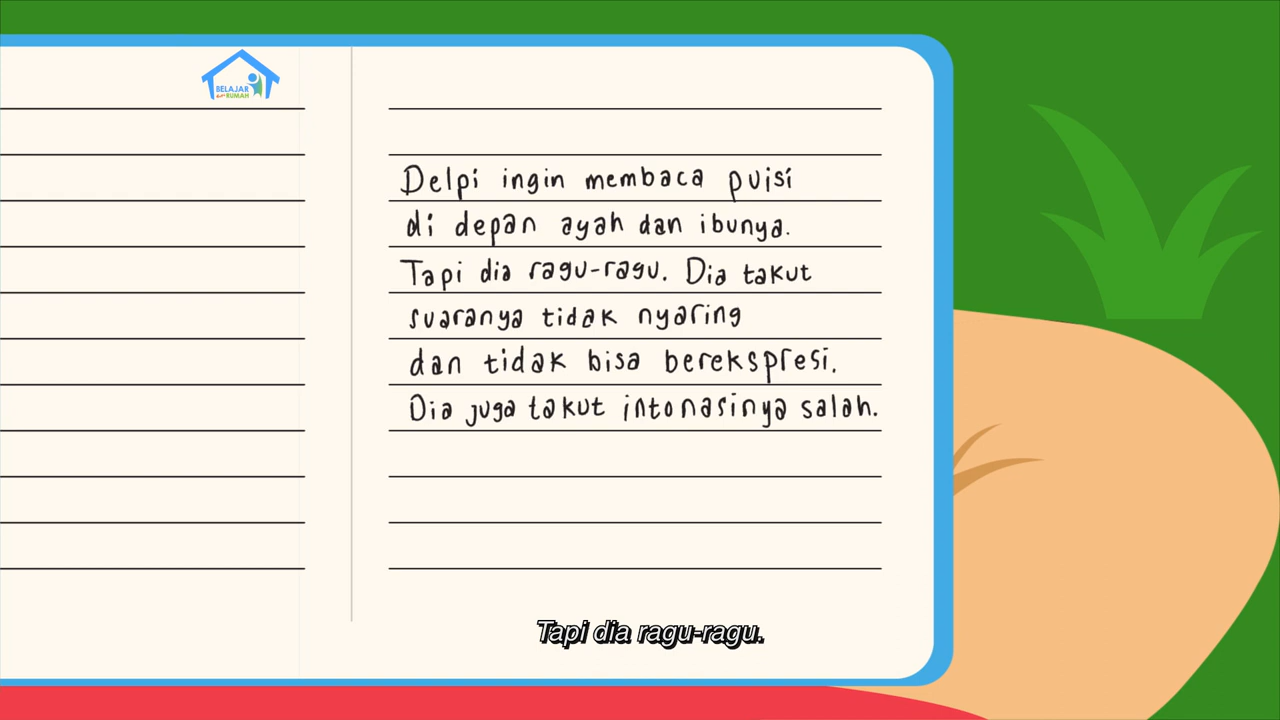 BELAJAR
dari RUMAH
Delpi ingin membaca puisi
di depan ayah dan ibunya.
Tapi dia ragu-ragu. Dia takut
suaranya tidak nyaring
dan tidak bisa berekspresi.
Dia juga takut intonasinya salah.
Tapi dia ragu-ragu.